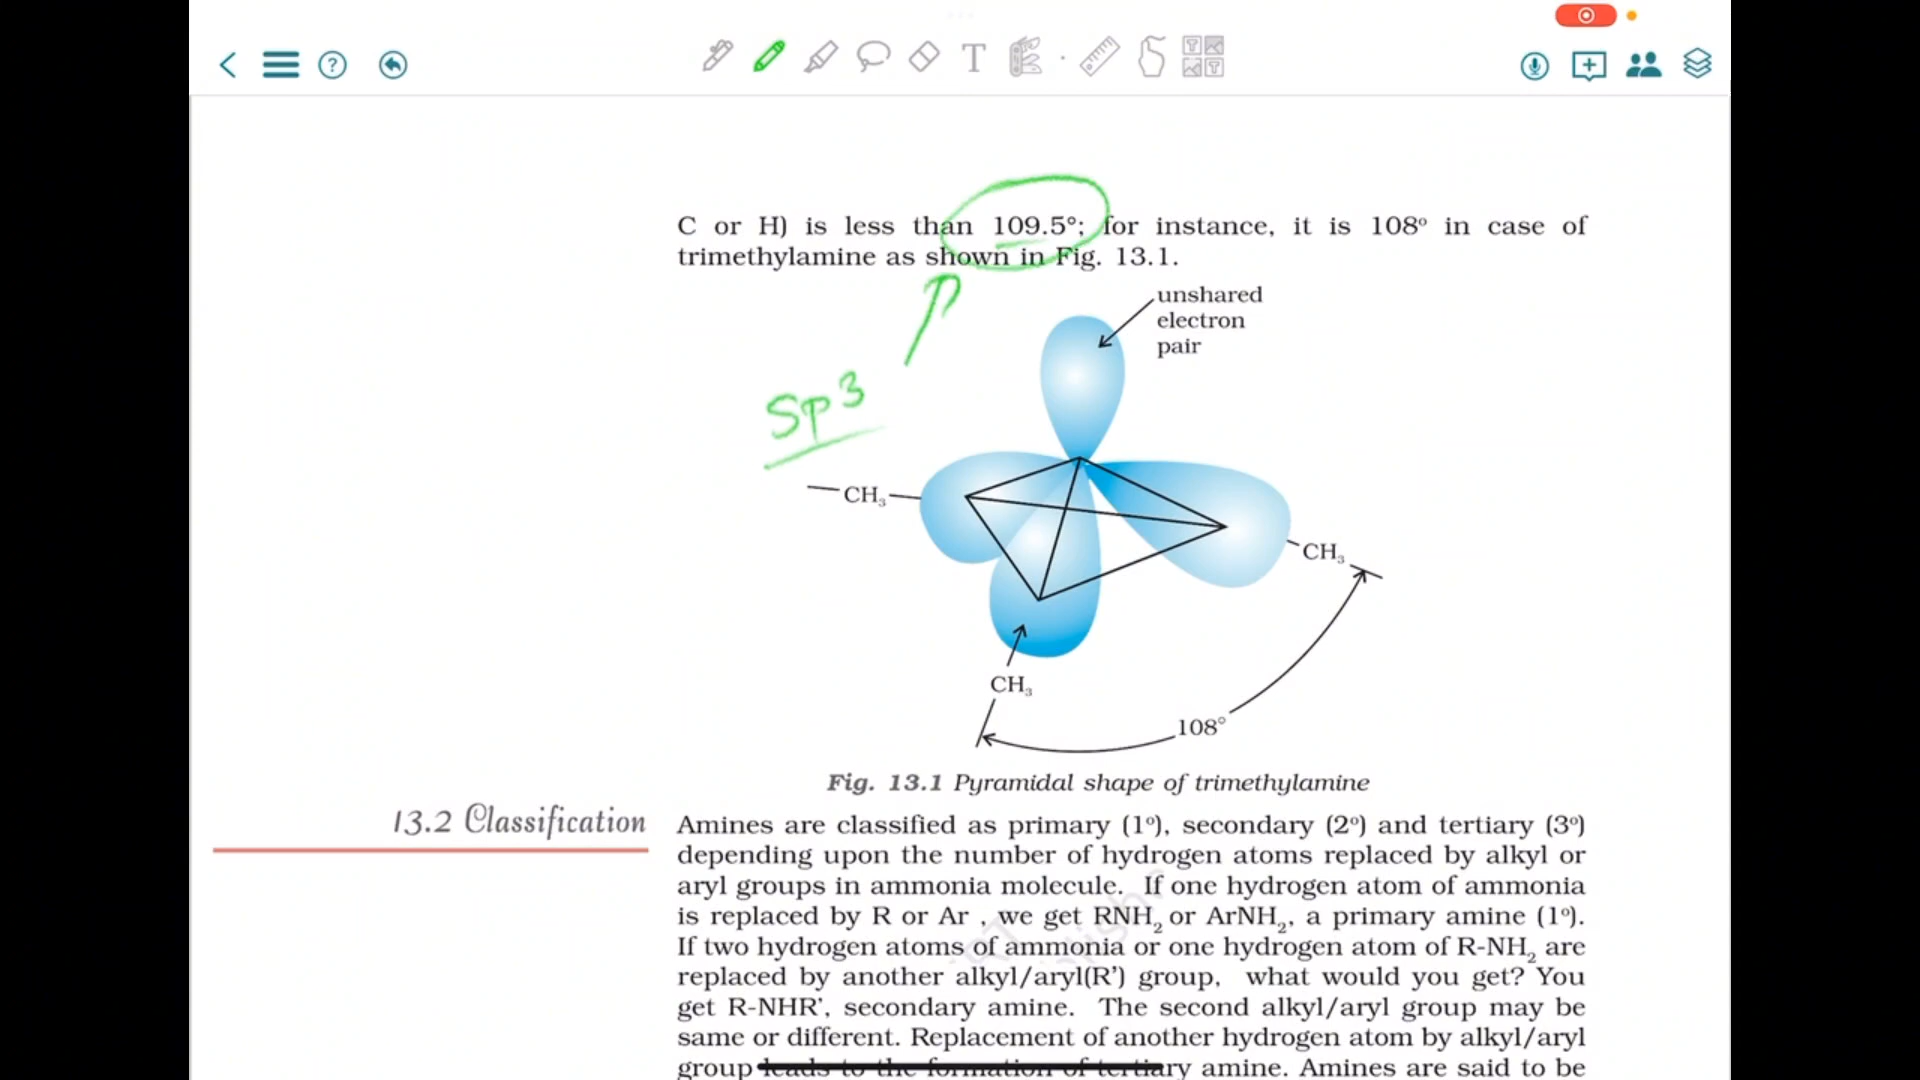 C or H) is less than 109.5°; for instance, it is 108° in case of
trimethylamine as shown in Fig. 13.1.
unshared
electron
pair
Sp3
CH₃
CH₃
CH₃
108°
Fig. 13.1 Pyramidal shape of trimethylamine
13.2 Classification
Amines are classified as primary (1°), secondary (2°) and tertiary (3°)
depending upon the number of hydrogen atoms replaced by alkyl or
aryl groups in ammonia molecule. If one hydrogen atom of ammonia
is replaced by R or Ar , we get RNH₂ or ArNH₂, a primary amine (1°).
If two hydrogen atoms of ammonia or one hydrogen atom of R-NH₂ are
replaced by another alkyl/aryl(R’) group, what would you get? You
get R-NHR’, secondary amine. The second alkyl/aryl group may be
same or different. Replacement of another hydrogen atom by alkyl/aryl
group leads to the formation of tertiary amine. Amines are said to be